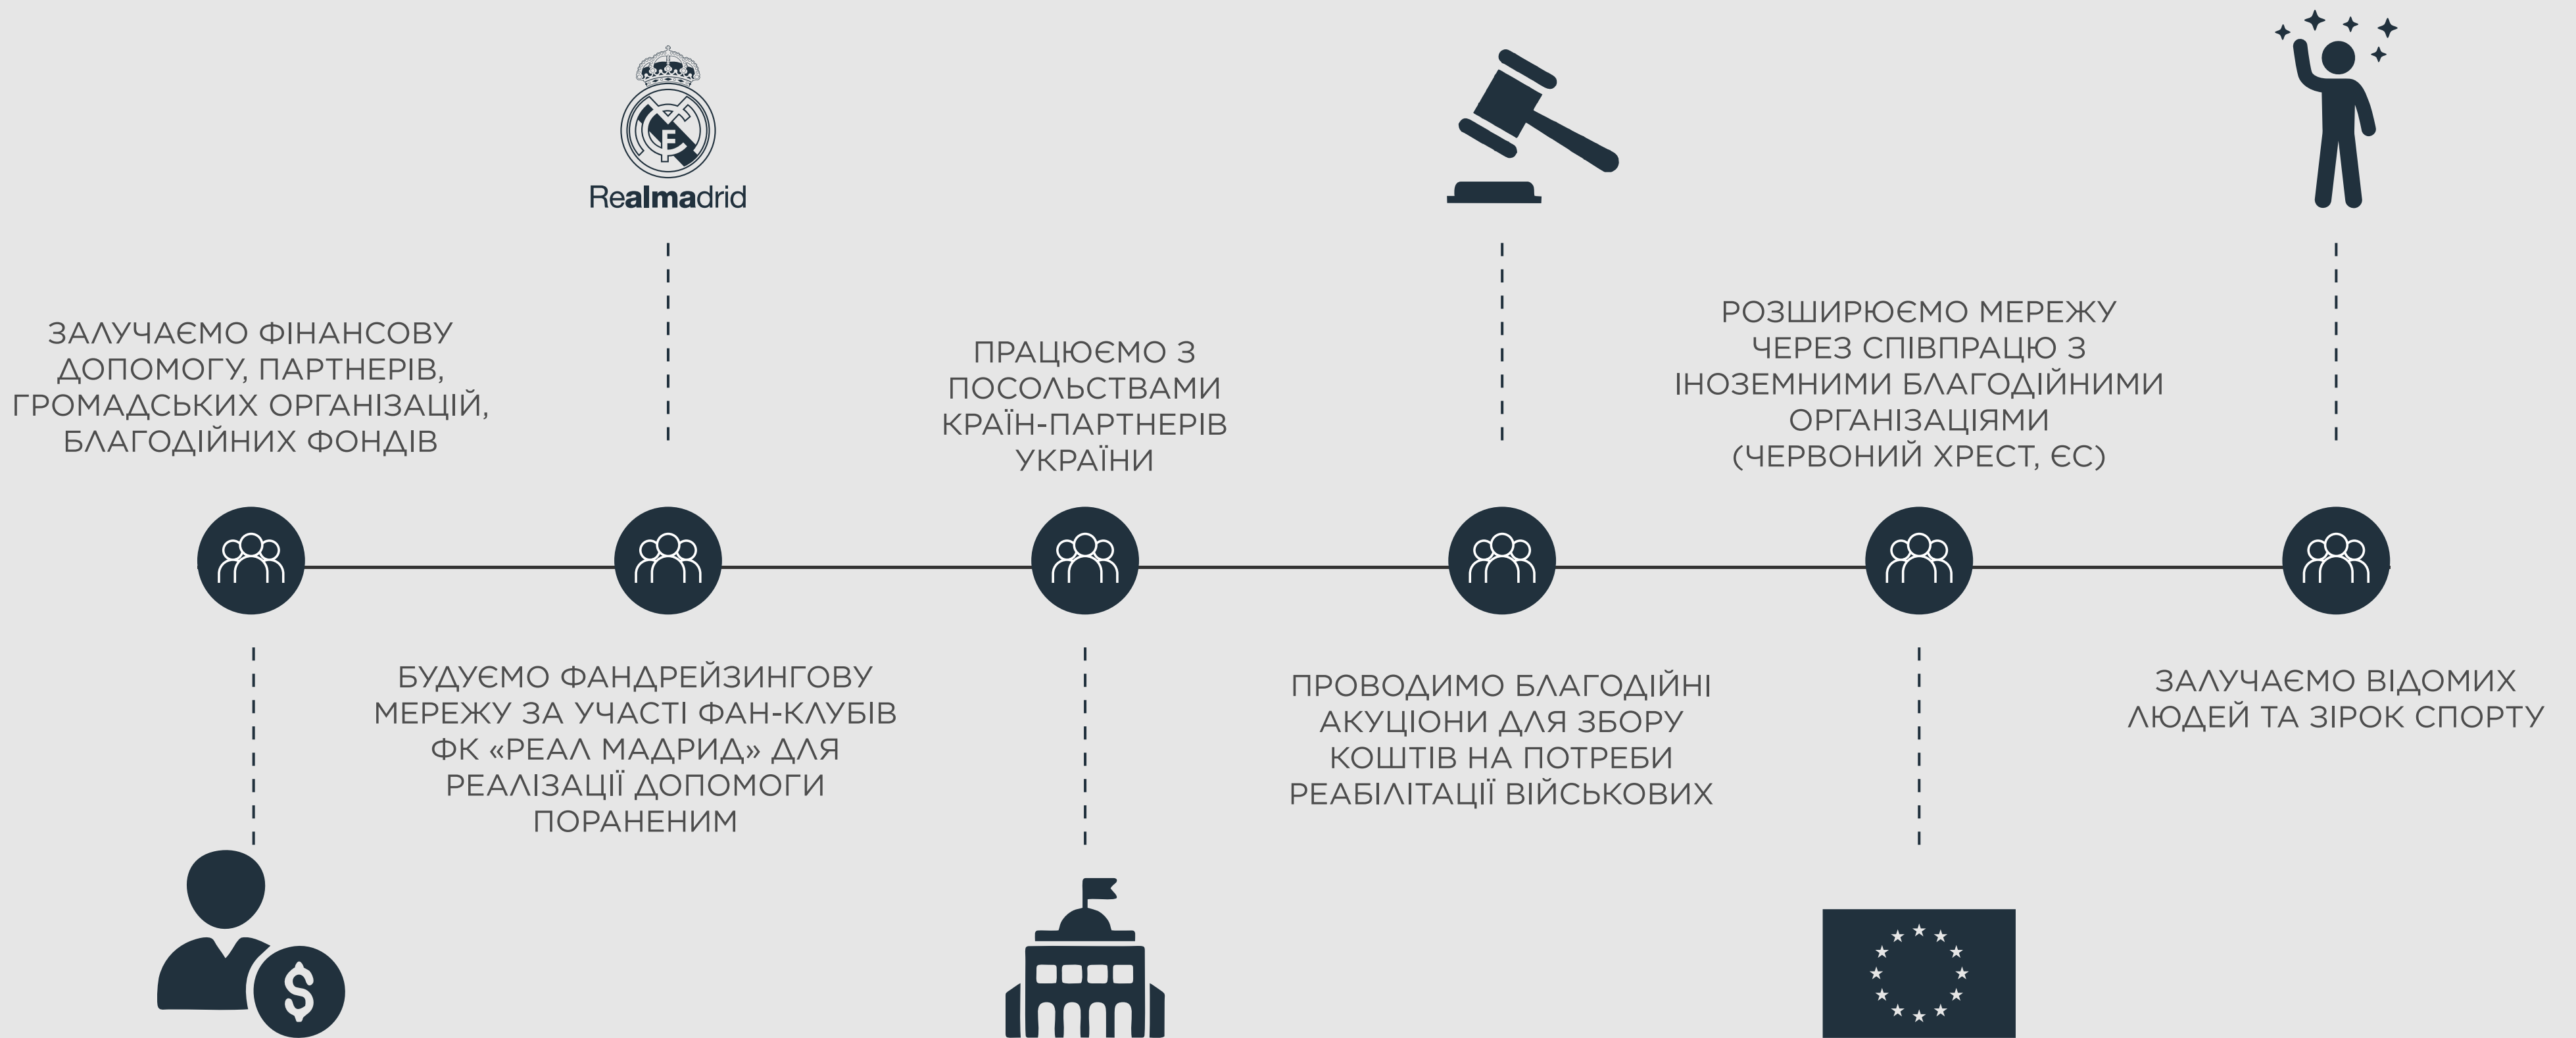 Realmadrid
ЗАЛУЧАЄМО ФІНАНСОВУ
ДОПОМОГУ, ПАРТНЕРІВ,
ГРОМАДСЬКИХ ОРГАНІЗАЦІЙ,
БЛАГОДІЙНИХ ФОНДІВ
БУДУЄМО ФАНДРЕЙЗИНГОВУ
МЕРЕЖУ ЗА УЧАСТІ ФАН-КЛУБІВ
ФК «РЕАЛ МАДРИД» ДЛЯ
РЕАЛІЗАЦІЇ ДОПОМОГИ
ПОРАНЕНИМ
ПРАЦЮЄМО З
ПОСОЛЬСТВАМИ
КРАЇН-ПАРТНЕРІВ
УКРАЇНИ
ПРОВОДИМО БЛАГОДІЙНІ
АКУЦІОНИ ДЛЯ ЗБОРУ
КОШТІВ НА ПОТРЕБИ
РЕАБІЛІТАЦІЇ ВІЙСЬКОВИХ
РОЗШИРЮЄМО МЕРЕЖУ
ЧЕРЕЗ СПІВПРАЦЮ З
ІНОЗЕМНИМИ БЛАГОДІЙНИМИ
ОРГАНІЗАЦІЯМИ
(ЧЕРВОНИЙ ХРЕСТ, ЄС)
ЗАЛУЧАЄМО ВІДОМИХ
ЛЮДЕЙ ТА ЗІРОК СПОРТУ
$